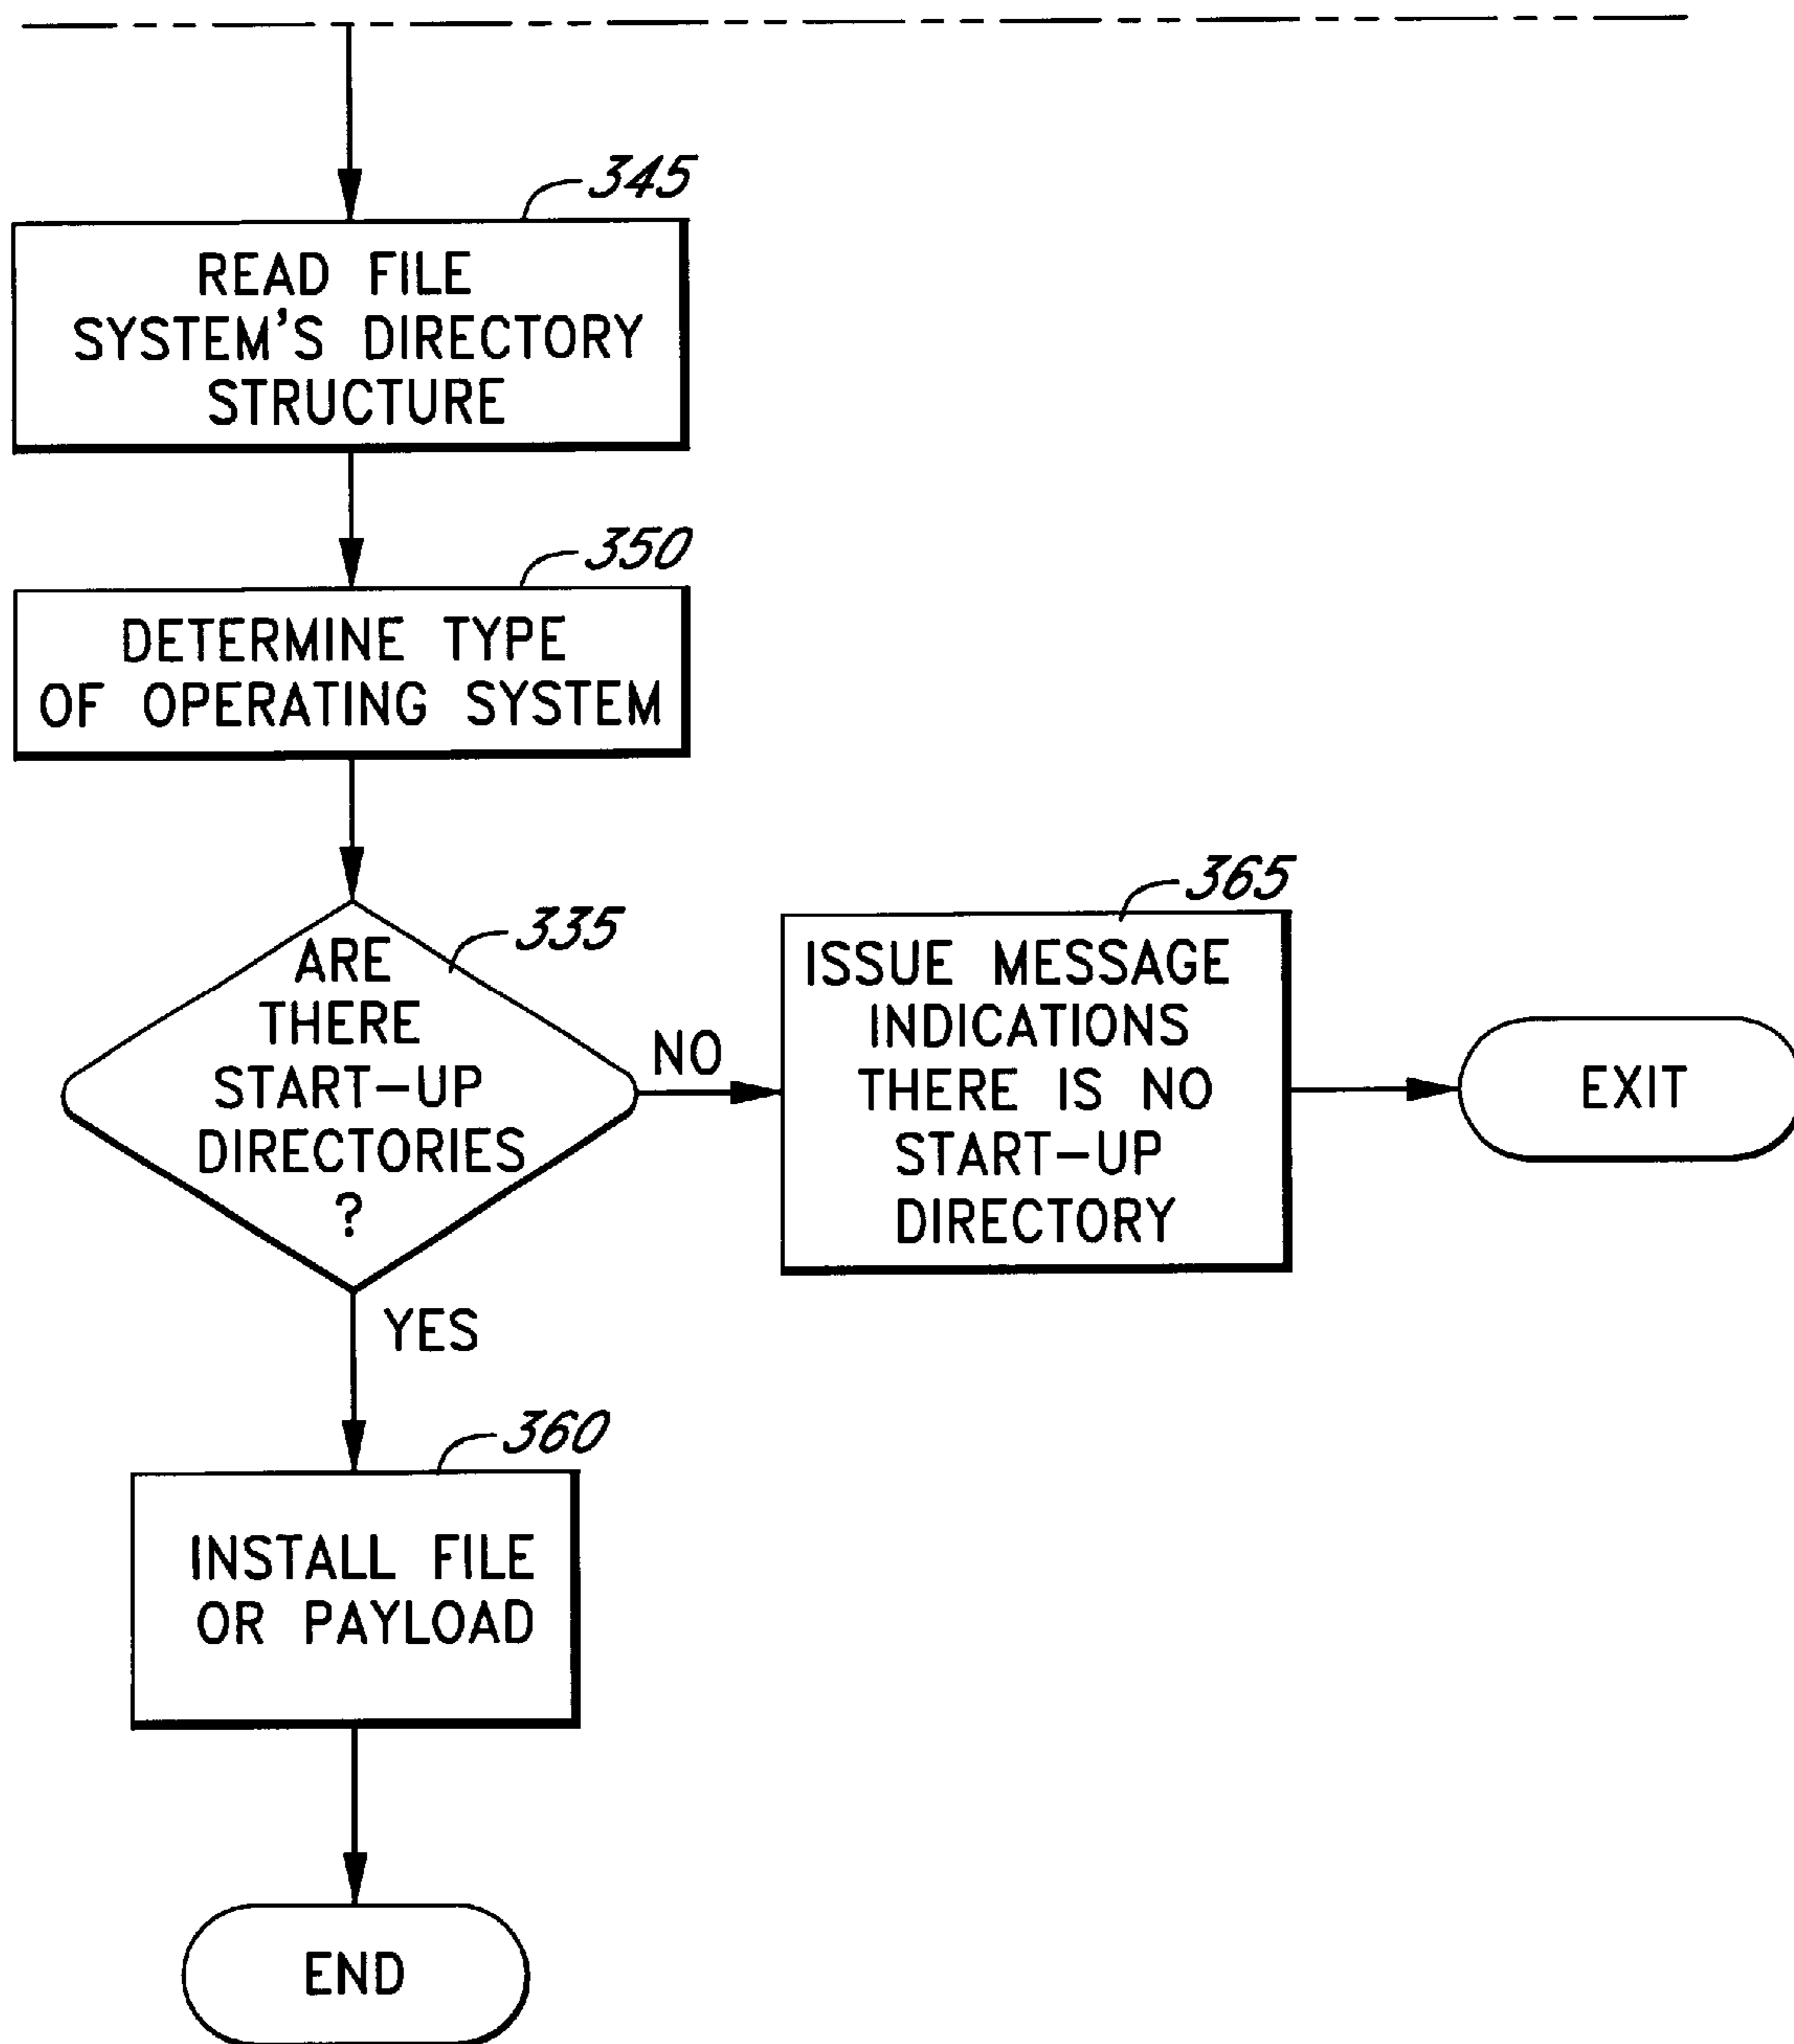 345
READ FILE
SYSTEM'S DIRECTORY
STRUCTURE
350
DETERMINE TYPE
OF OPERATING SYSTEM
335
ARE
THERE
START-UP
DIRECTORIES
?
NO
365
ISSUE MESSAGE
INDICATIONS
THERE IS NO
START-UP
DIRECTORY
EXIT
YES
360
INSTALL FILE
OR PAYLOAD
END